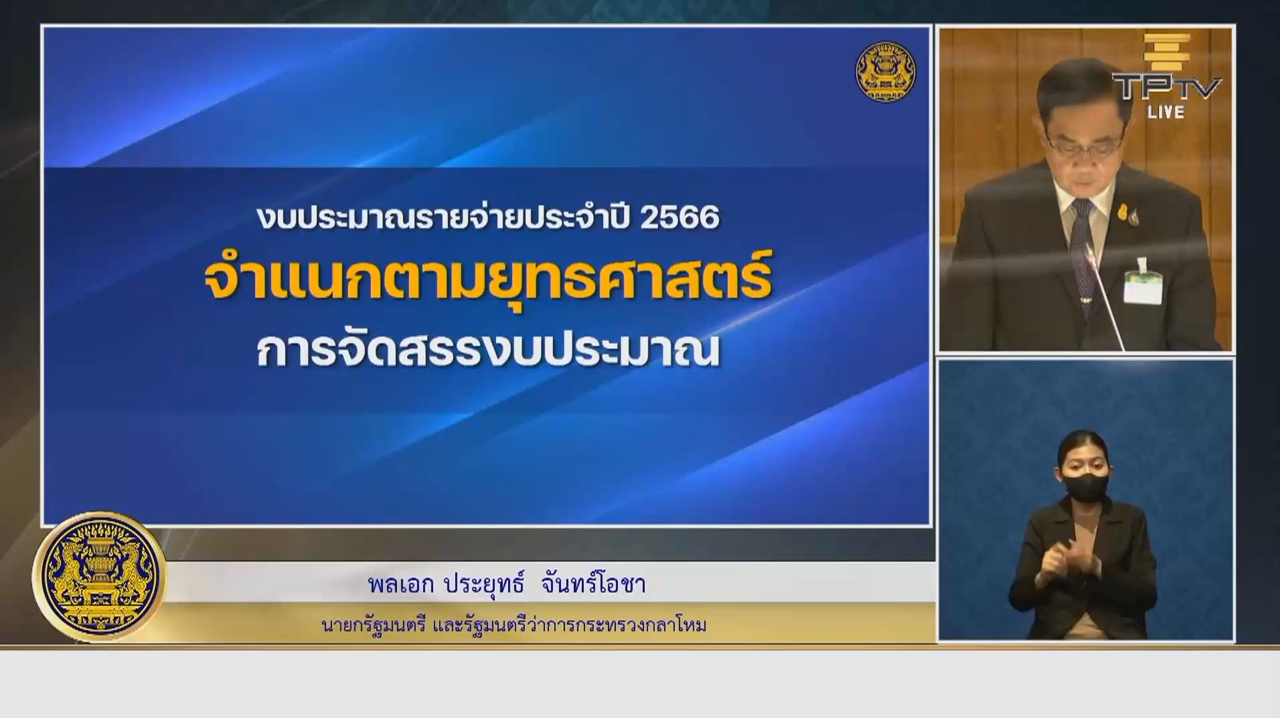 งบประมาณรายจ่ายประจำปี 2566
จำแนกตามยุทธศาสตร์
การจัดสรรงบประมาณ
TPTV
LIVE
พลเอก ประยุทธ์ จันทร์โอชา
นายกรัฐมนตรี และรัฐมนตรีว่าการกระทรวงกลาโหม